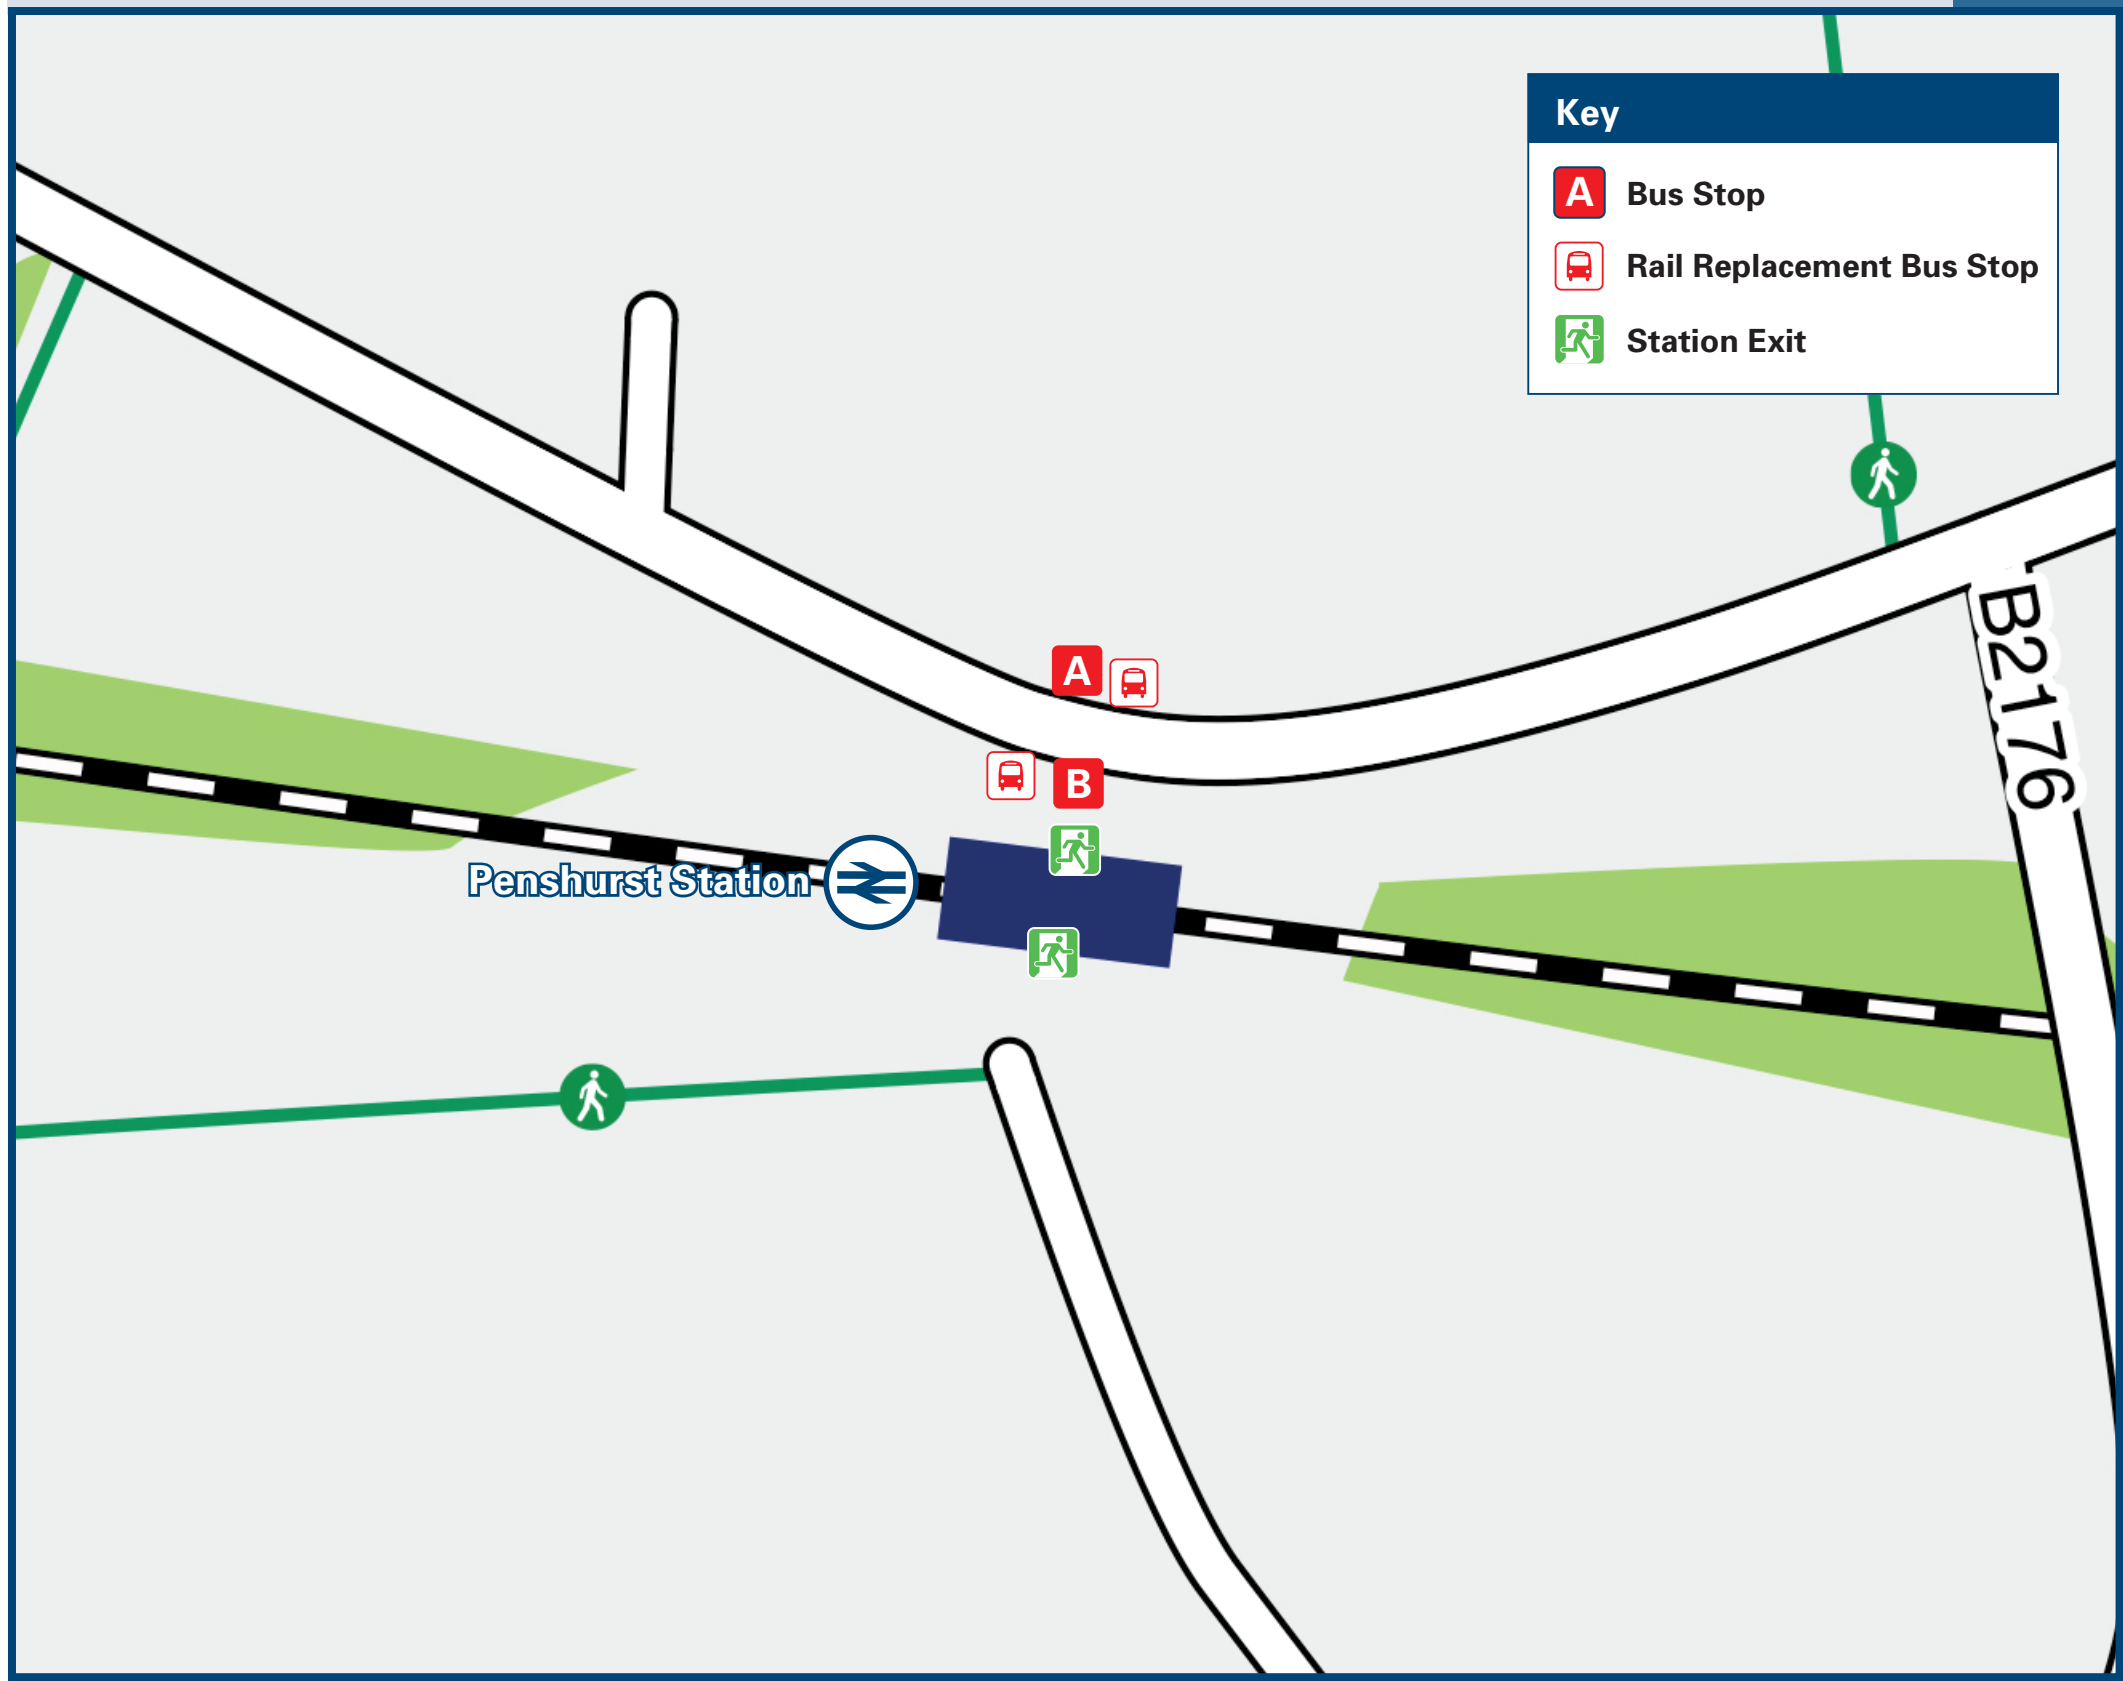 Key
A Bus Stop
Rail Replacement Bus Stop
Station Exit
B2176
A
B
Penshurst Station